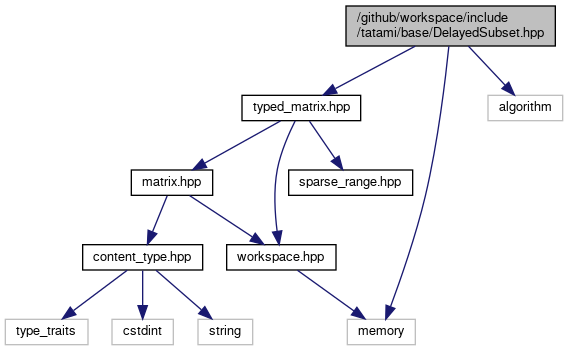 /github/workspace/include
/tatami/base/DelayedSubset.hpp
typed_matrix.hpp
algorithm
matrix.hpp
sparse_range.hpp
content_type.hpp
workspace.hpp
type_traits
cstdint
string
memory